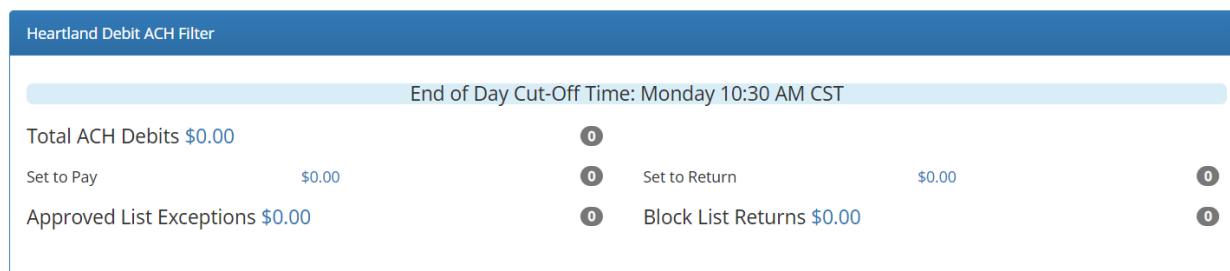 Heartland Debit ACH Filter
End of Day Cut-Off Time: Monday 10:30 AM CST
Total ACH Debits $0.00 0
Set to Pay $0.00 0 Set to Return $0.00 0
Approved List Exceptions $0.00 0 Block List Returns $0.00 0